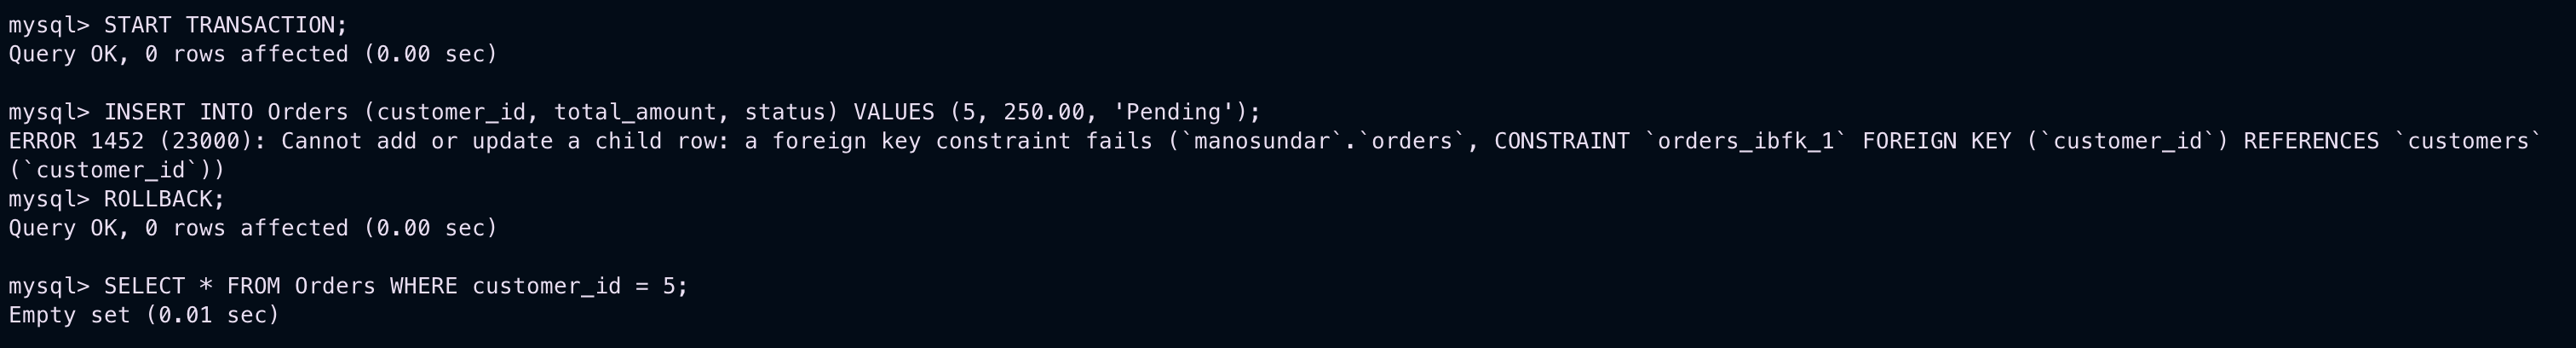 mysql> START TRANSACTION;
Query OK, 0 rows affected (0.00 sec)
mysql> INSERT INTO Orders (customer_id, total_amount, status) VALUES (5, 250.00, 'Pending');
ERROR 1452 (23000): Cannot add or update a child row: a foreign key constraint fails (`manosundar`.`orders`, CONSTRAINT `orders_ibfk_1` FOREIGN KEY (`customer_id`) REFERENCES `customers`
(`customer_id`))
mysql> ROLLBACK;
Query OK, 0 rows affected (0.00 sec)
mysql> SELECT * FROM Orders WHERE customer_id = 5;
Empty set (0.01 sec)